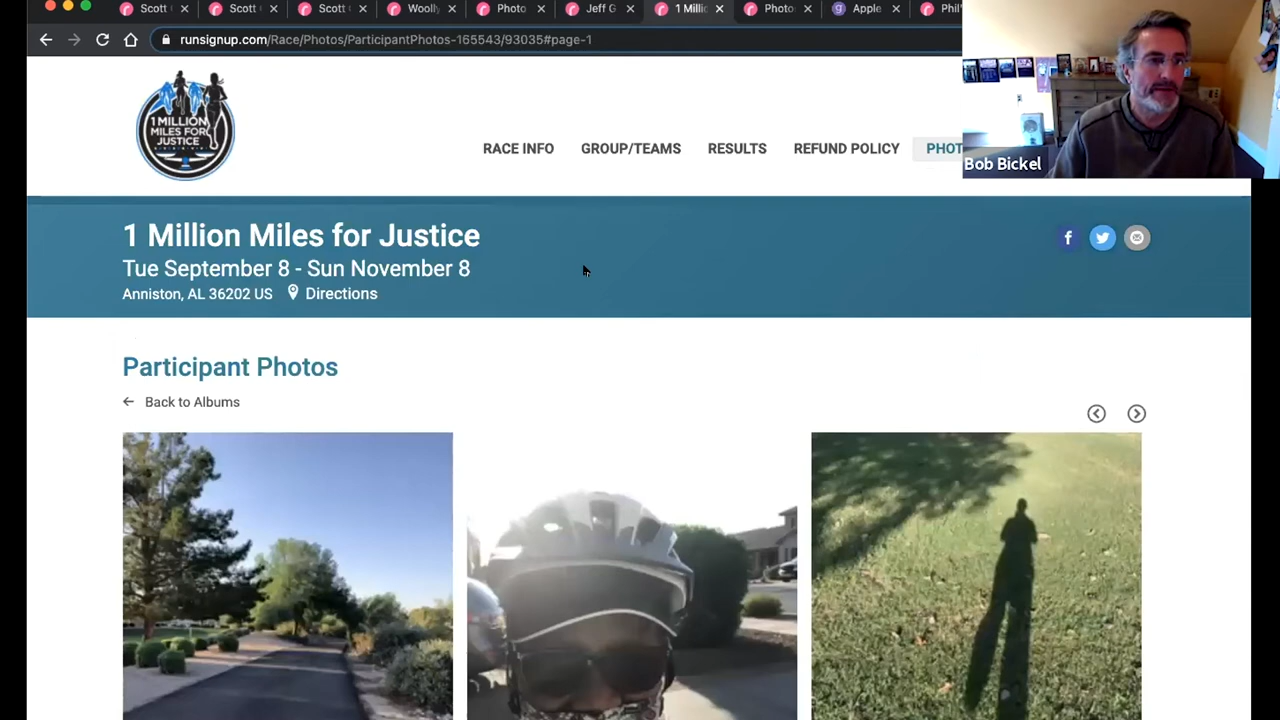 Scott
Scott
Scott
Woolly
Photo
Jeff G
1 Millic
Photo
Apple
Phil'
runsignup.com/Race/Photos/ParticipantPhotos-165543/93035#page-1
1 MILLION
MILES FOR
JUSTICE
RACE INFO
GROUP/TEAMS
RESULTS
REFUND POLICY
PHOT
Bob Bickel
1 Million Miles for Justice
Tue September 8 - Sun November 8
Anniston, AL 36202 US
Directions
Participant Photos
Back to Albums